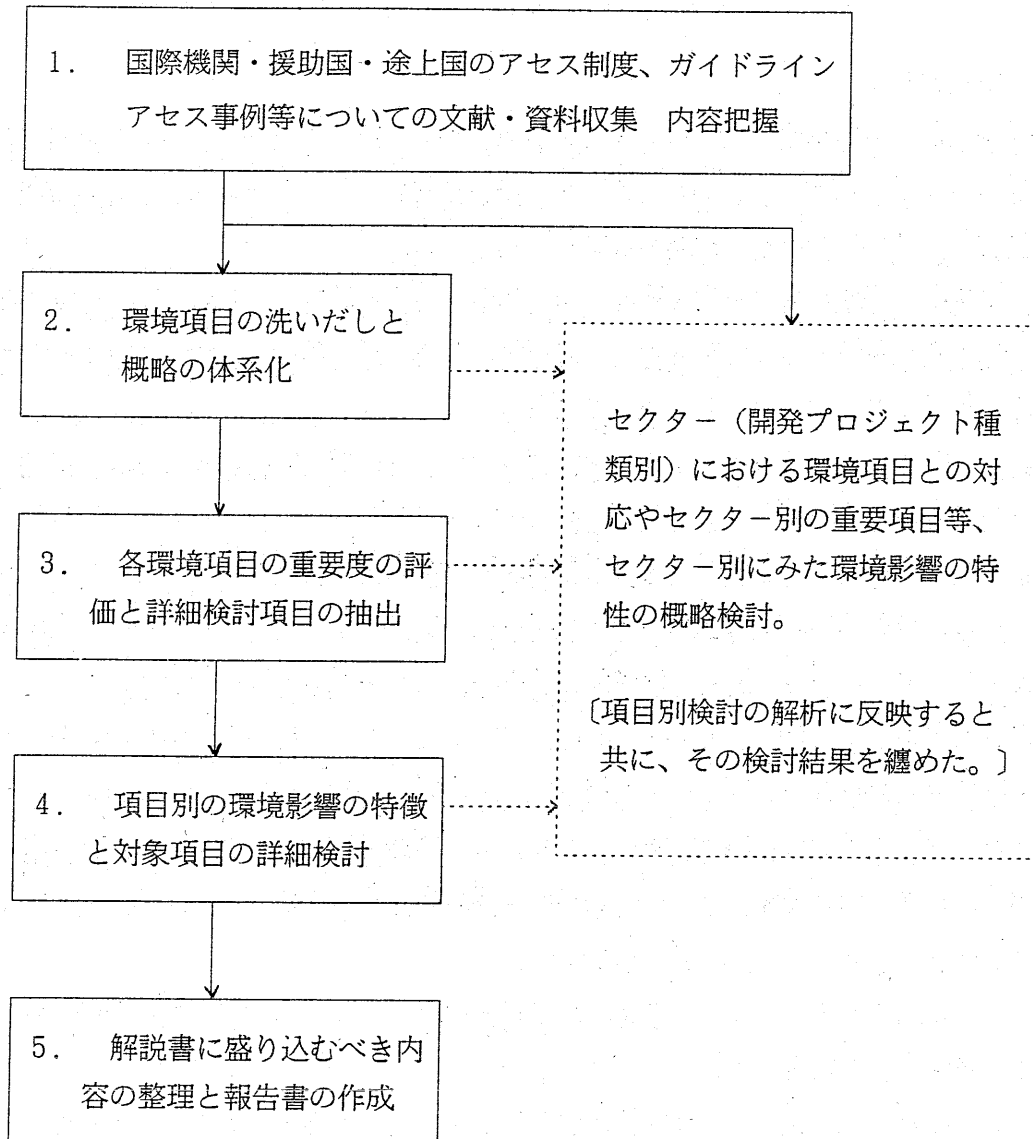 1. 国際機関・援助国・途上国のアセス制度、ガイドライン
アセス事例等についての文献・資料収集 内容把握
2. 環境項目の洗いだしと
概略の体系化
3. 各環境項目の重要度の評
価と詳細検討項目の抽出
4. 項目別の環境影響の特徴
と対象項目の詳細検討
5. 解説書に盛り込むべき内
容の整理と報告書の作成
セクター（開発プロジェクト種
類別）における環境項目との対
応やセクター別の重要項目等、
セクター別にみた環境影響の特
性の概略検討。
〔項目別検討の解析に反映すると
共に、その検討結果を纏めた。〕